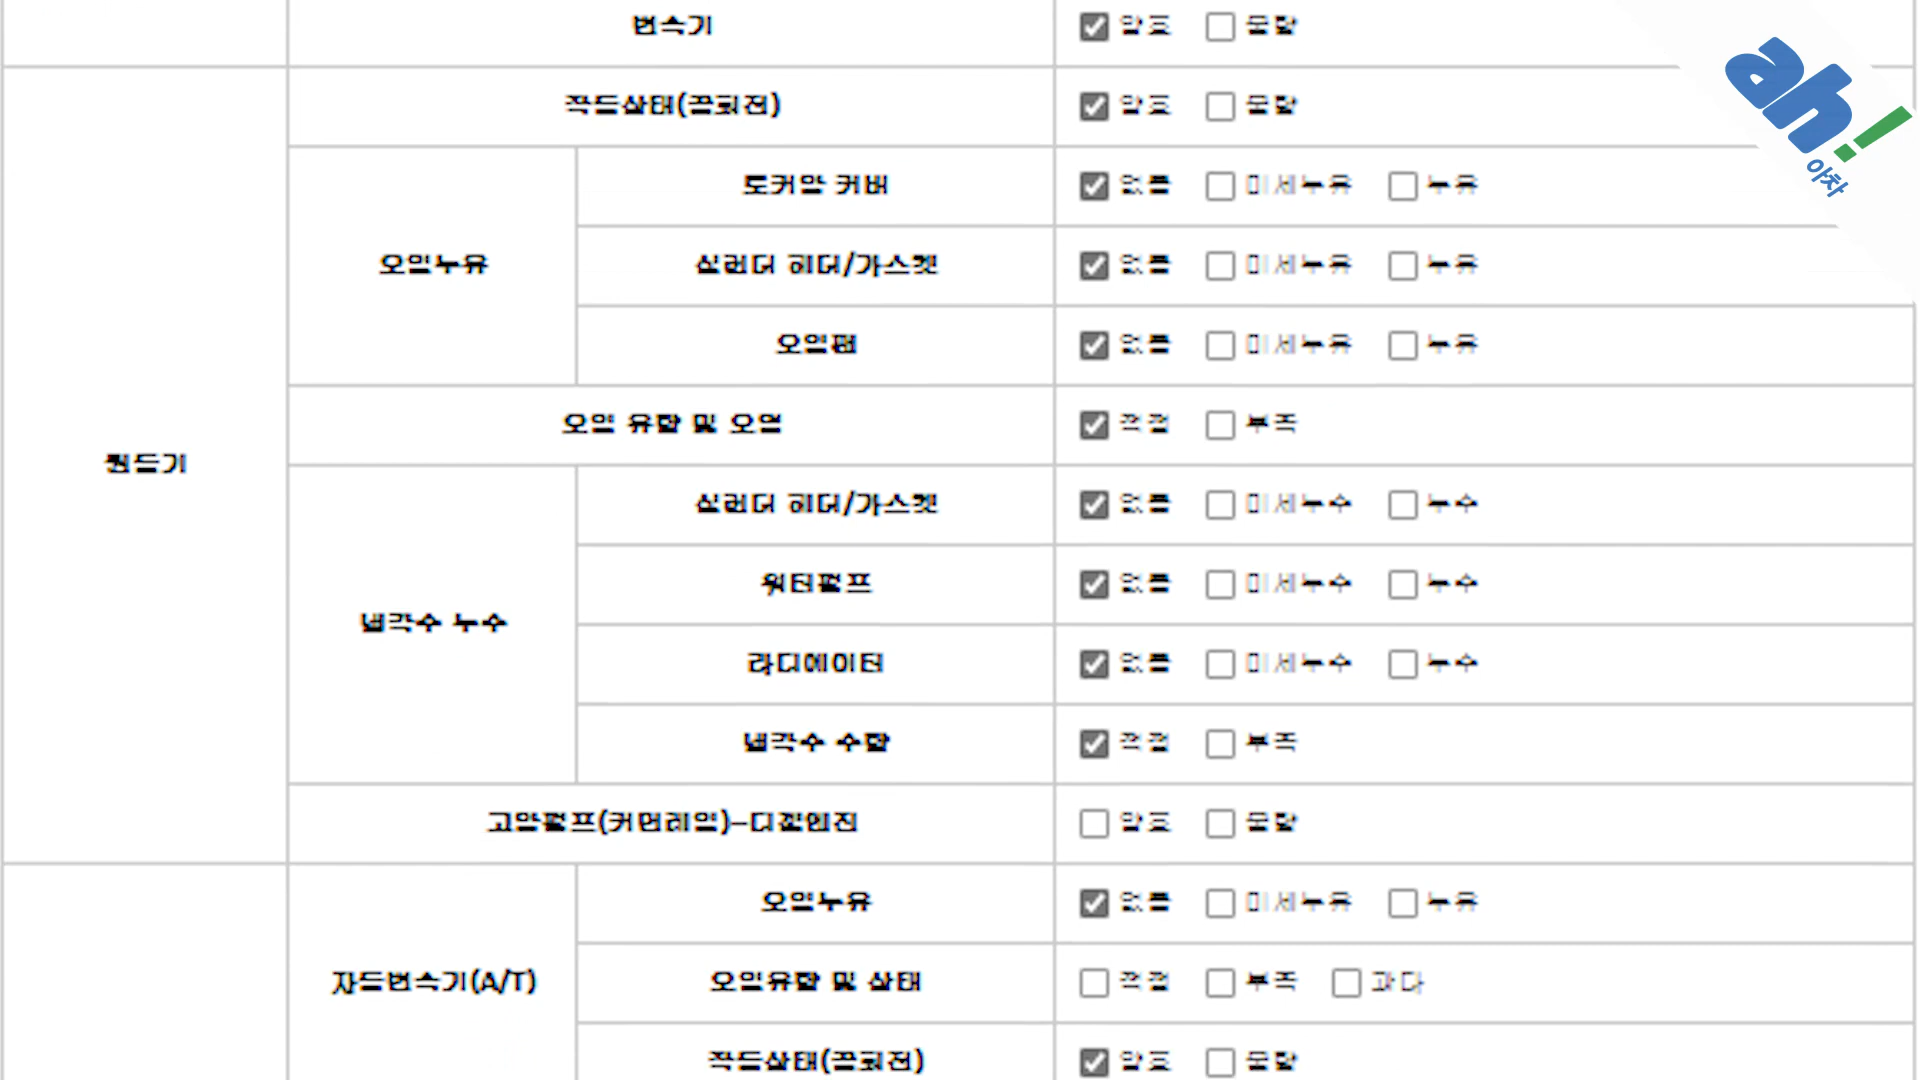 변속기 양호 불량
작동상태(공회전) 양호 불량
로커암 커버 없음 미세누유 누유
오일누유 실린더 헤더/가스켓 없음 미세누유 누유
오일팬 없음 미세누유 누유
오일 유량 및 오염 적정 부족
원동기
실린더 헤더/가스켓 없음 미세누수 누수
워터펌프 없음 미세누수 누수
냉각수 누수
라디에이터 없음 미세누수 누수
냉각수 수량 적정 부족
고압펌프(커먼레일)-디젤엔진 양호 불량
오일누유 없음 미세누유 누유
자동변속기(A/T) 오일유량 및 상태 적정 부족 과다
작동상태(공회전) 양호 불량
ah!
아차